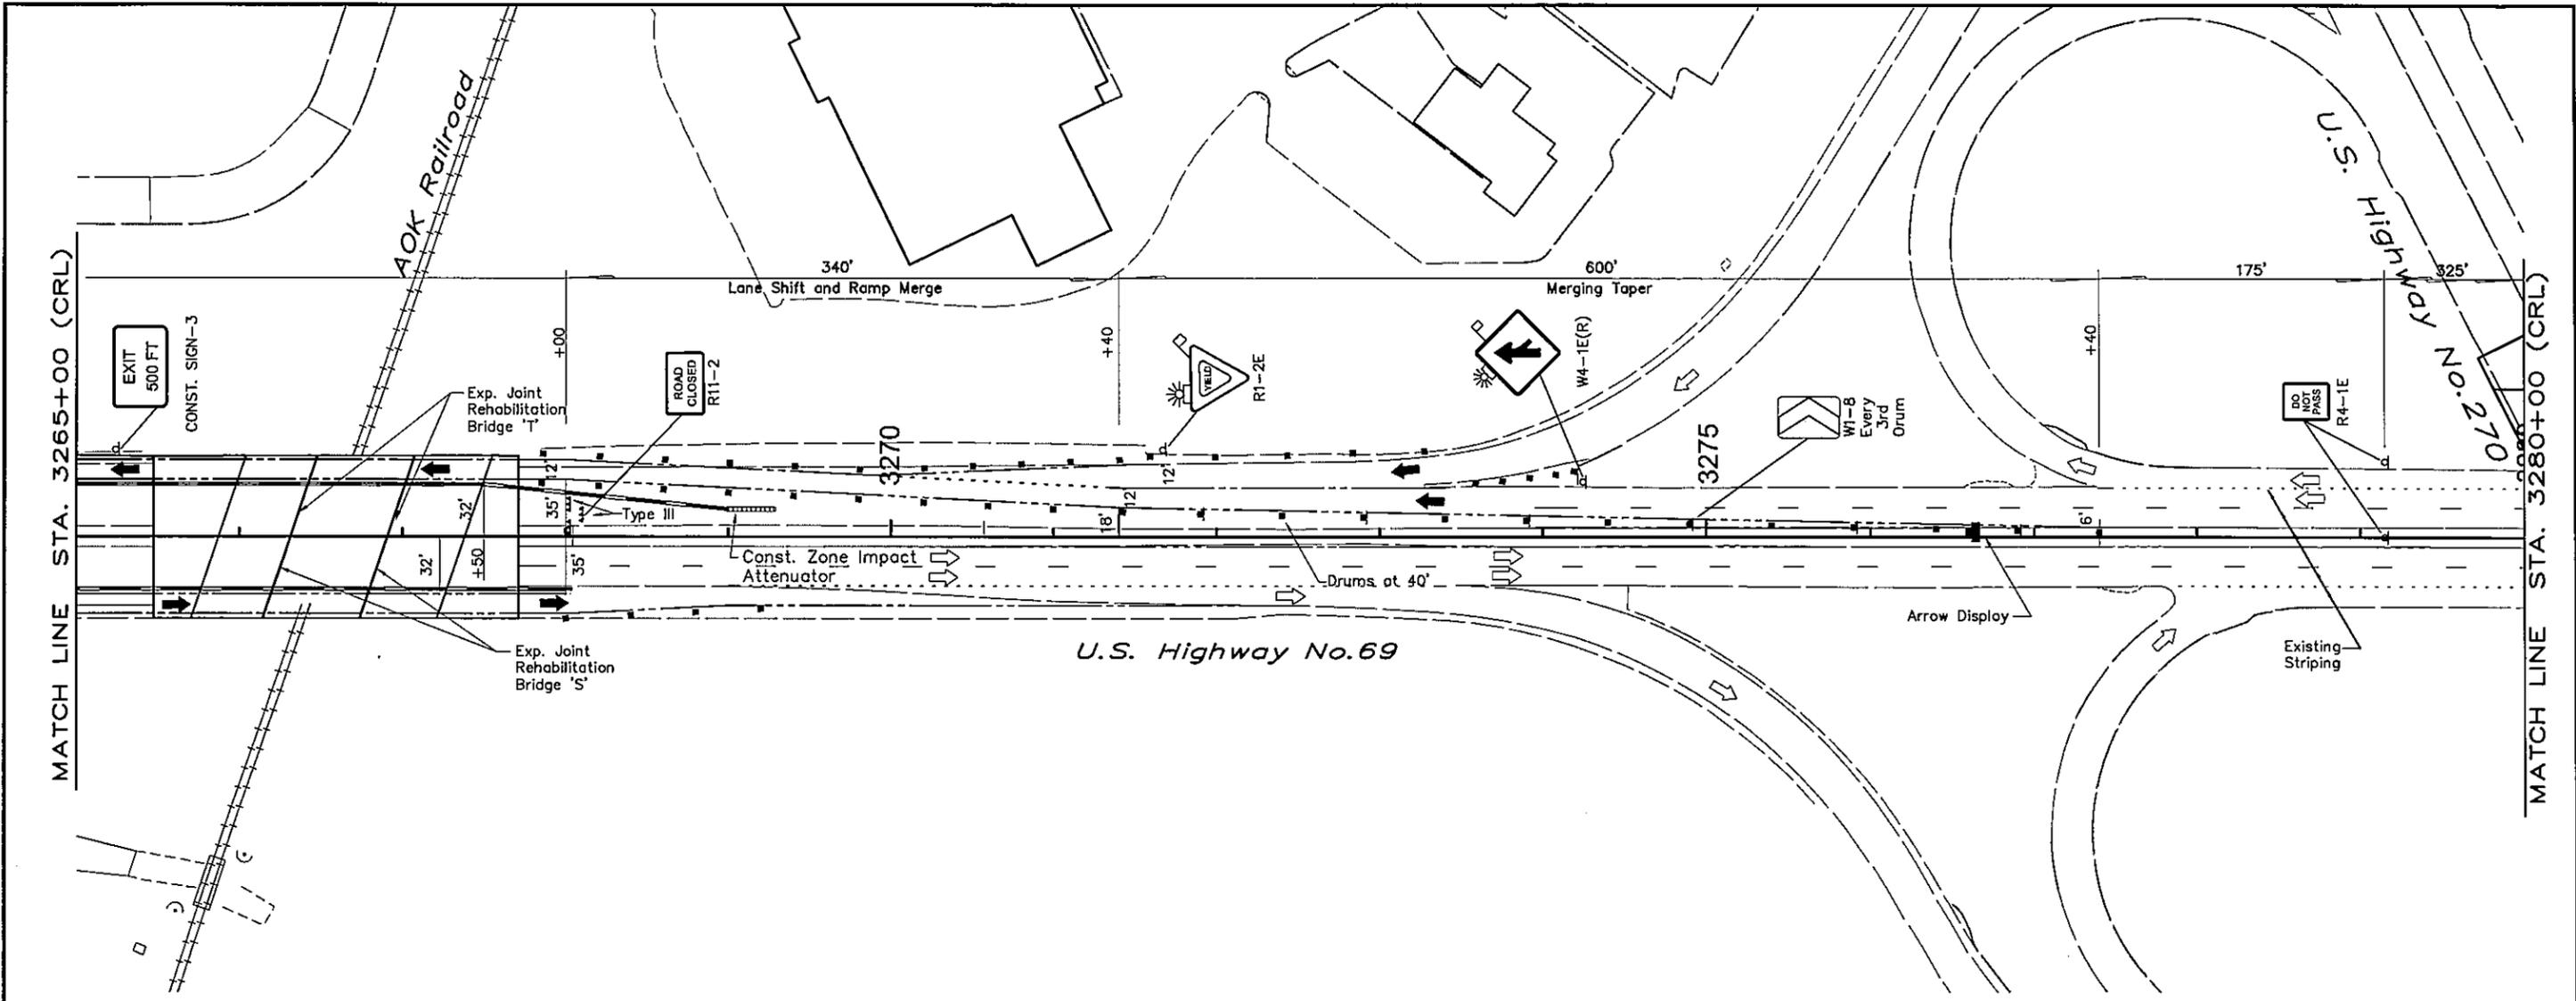 MATCH LINE STA. 3265+00 (CRL)
EXIT
500 FT
CONST. SIGN-3
AOK Railroad
Exp. Joint
Rehabilitation
Bridge 'T'
+00
ROAD
CLOSED
R11-2
340'
Lane Shift and Ramp Merge
+40
YIELD
R1-2E
W4-1E(R)
600'
Merging Taper
W1-8
Every
3rd
Drum
+40
175'
325'
U.S. Highway No.270
DO
NOT
PASS
R4-1E
MATCH LINE STA. 3280+00 (CRL)
3270
3275
12'
35'
32'
Type III
12'
12'
18'
6'
32'
+50
35'
Const. Zone Impact
Attenuator
Drums at 40'
Arrow Display
Existing
Striping
Exp. Joint
Rehabilitation
Bridge 'S'
U.S. Highway No.69